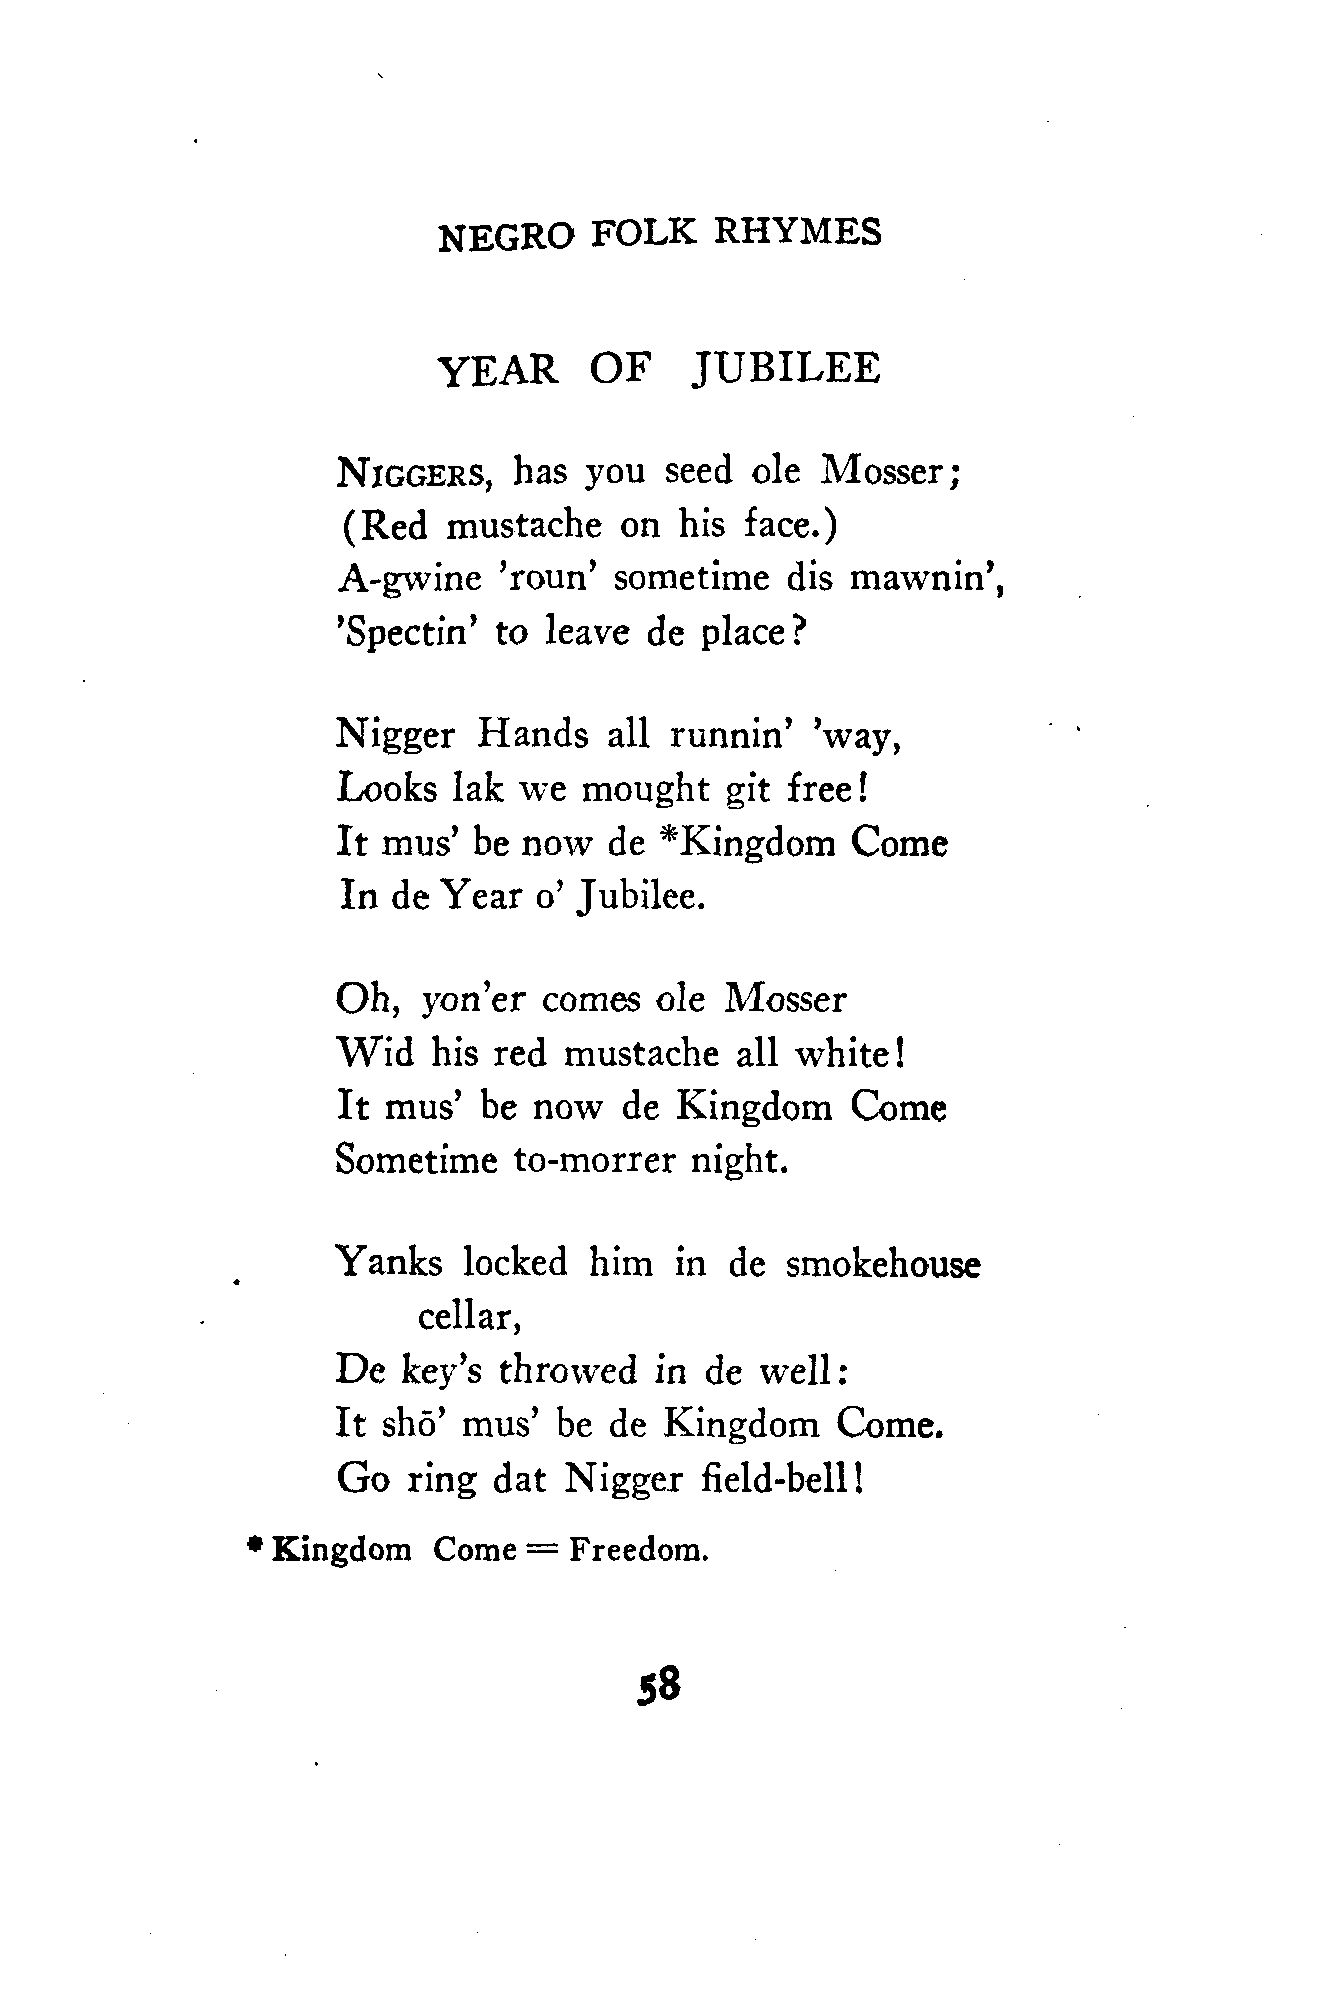 NEGRO FOLK RHYMES
YEAR OF JUBILEE
NIGGERS, has you seed ole Mosser;
(Red mustache on his face.)
A-gwine 'roun' sometime dis mawnin',
'Spectin' to leave de place?
Nigger Hands all runnin' 'way,
Looks lak we mought git free!
It mus' be now de *Kingdom Come
In de Year o' Jubilee.
Oh, yon'er comes ole Mosser
Wid his red mustache all white!
It mus' be now de Kingdom Come
Sometime to-morrer night.
Yanks locked him in de smokehouse
cellar,
De key's throwed in de well:
It shō' mus' be de Kingdom Come.
Go ring dat Nigger field-bell!
* Kingdom Come = Freedom.
58